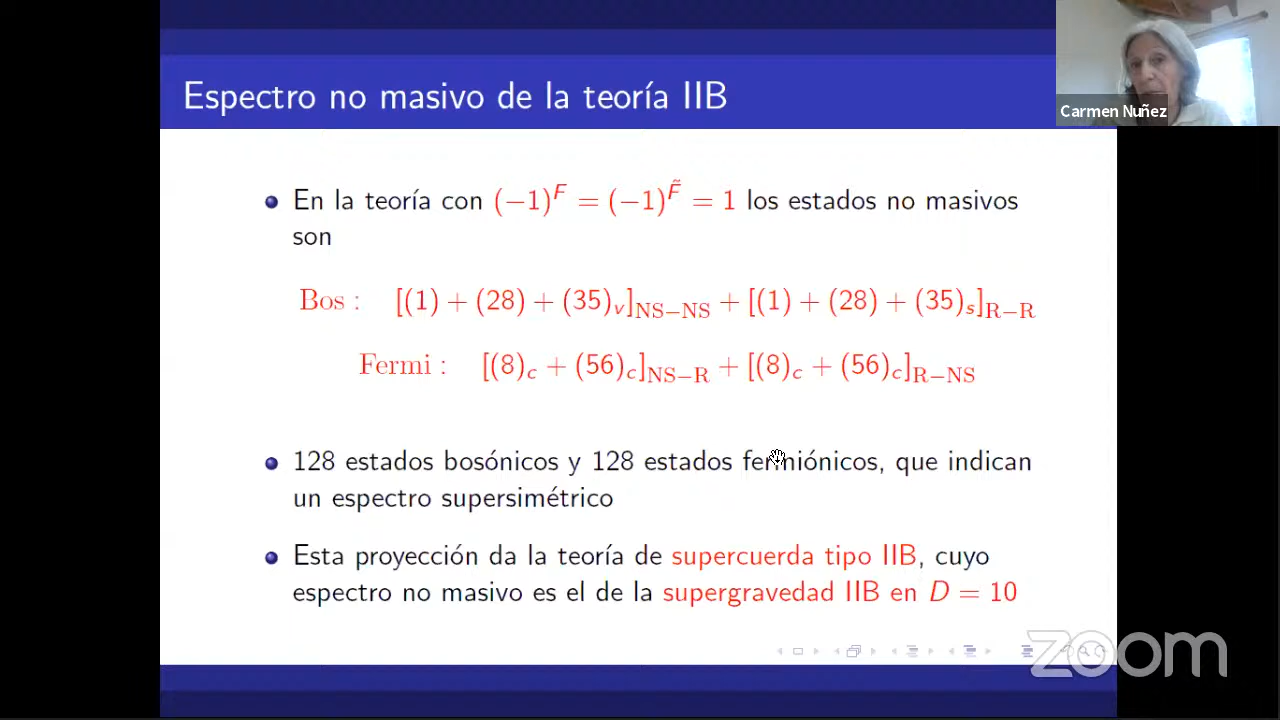 Espectro no masivo de la teoría IIB
Carmen Nuñez
En la teoría con (−1)^F = (−1)^F̃ = 1 los estados no masivos
son
Bos : [(1) + (28) + (35)_v]_NS−NS + [(1) + (28) + (35)_s]_R−R
Fermi : [(8)_c + (56)_c]_NS−R + [(8)_c + (56)_c]_R−NS
128 estados bosónicos y 128 estados fermiónicos, que indican
un espectro supersimétrico
Esta proyección da la teoría de supercuerda tipo IIB, cuyo
espectro no masivo es el de la supergravedad IIB en D = 10
zoom